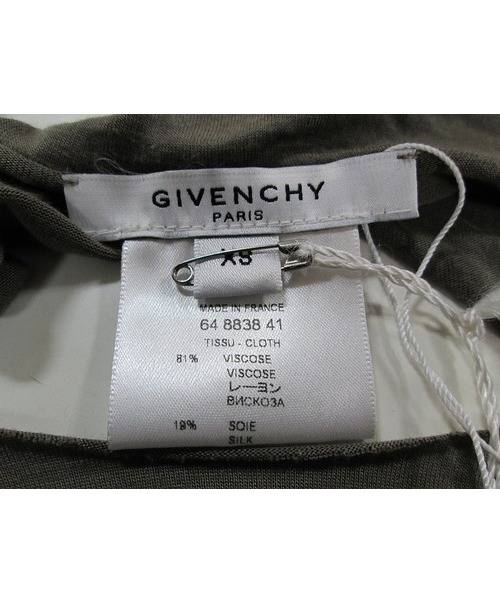 GIVENCHY
PARIS
XS
MADE IN FRANCE
64 8838 41
TISSU - CLOTH
81% VISCOSE
VISCOSE
レーヨン
ВИСКОЗА
19% SOIE
SILK